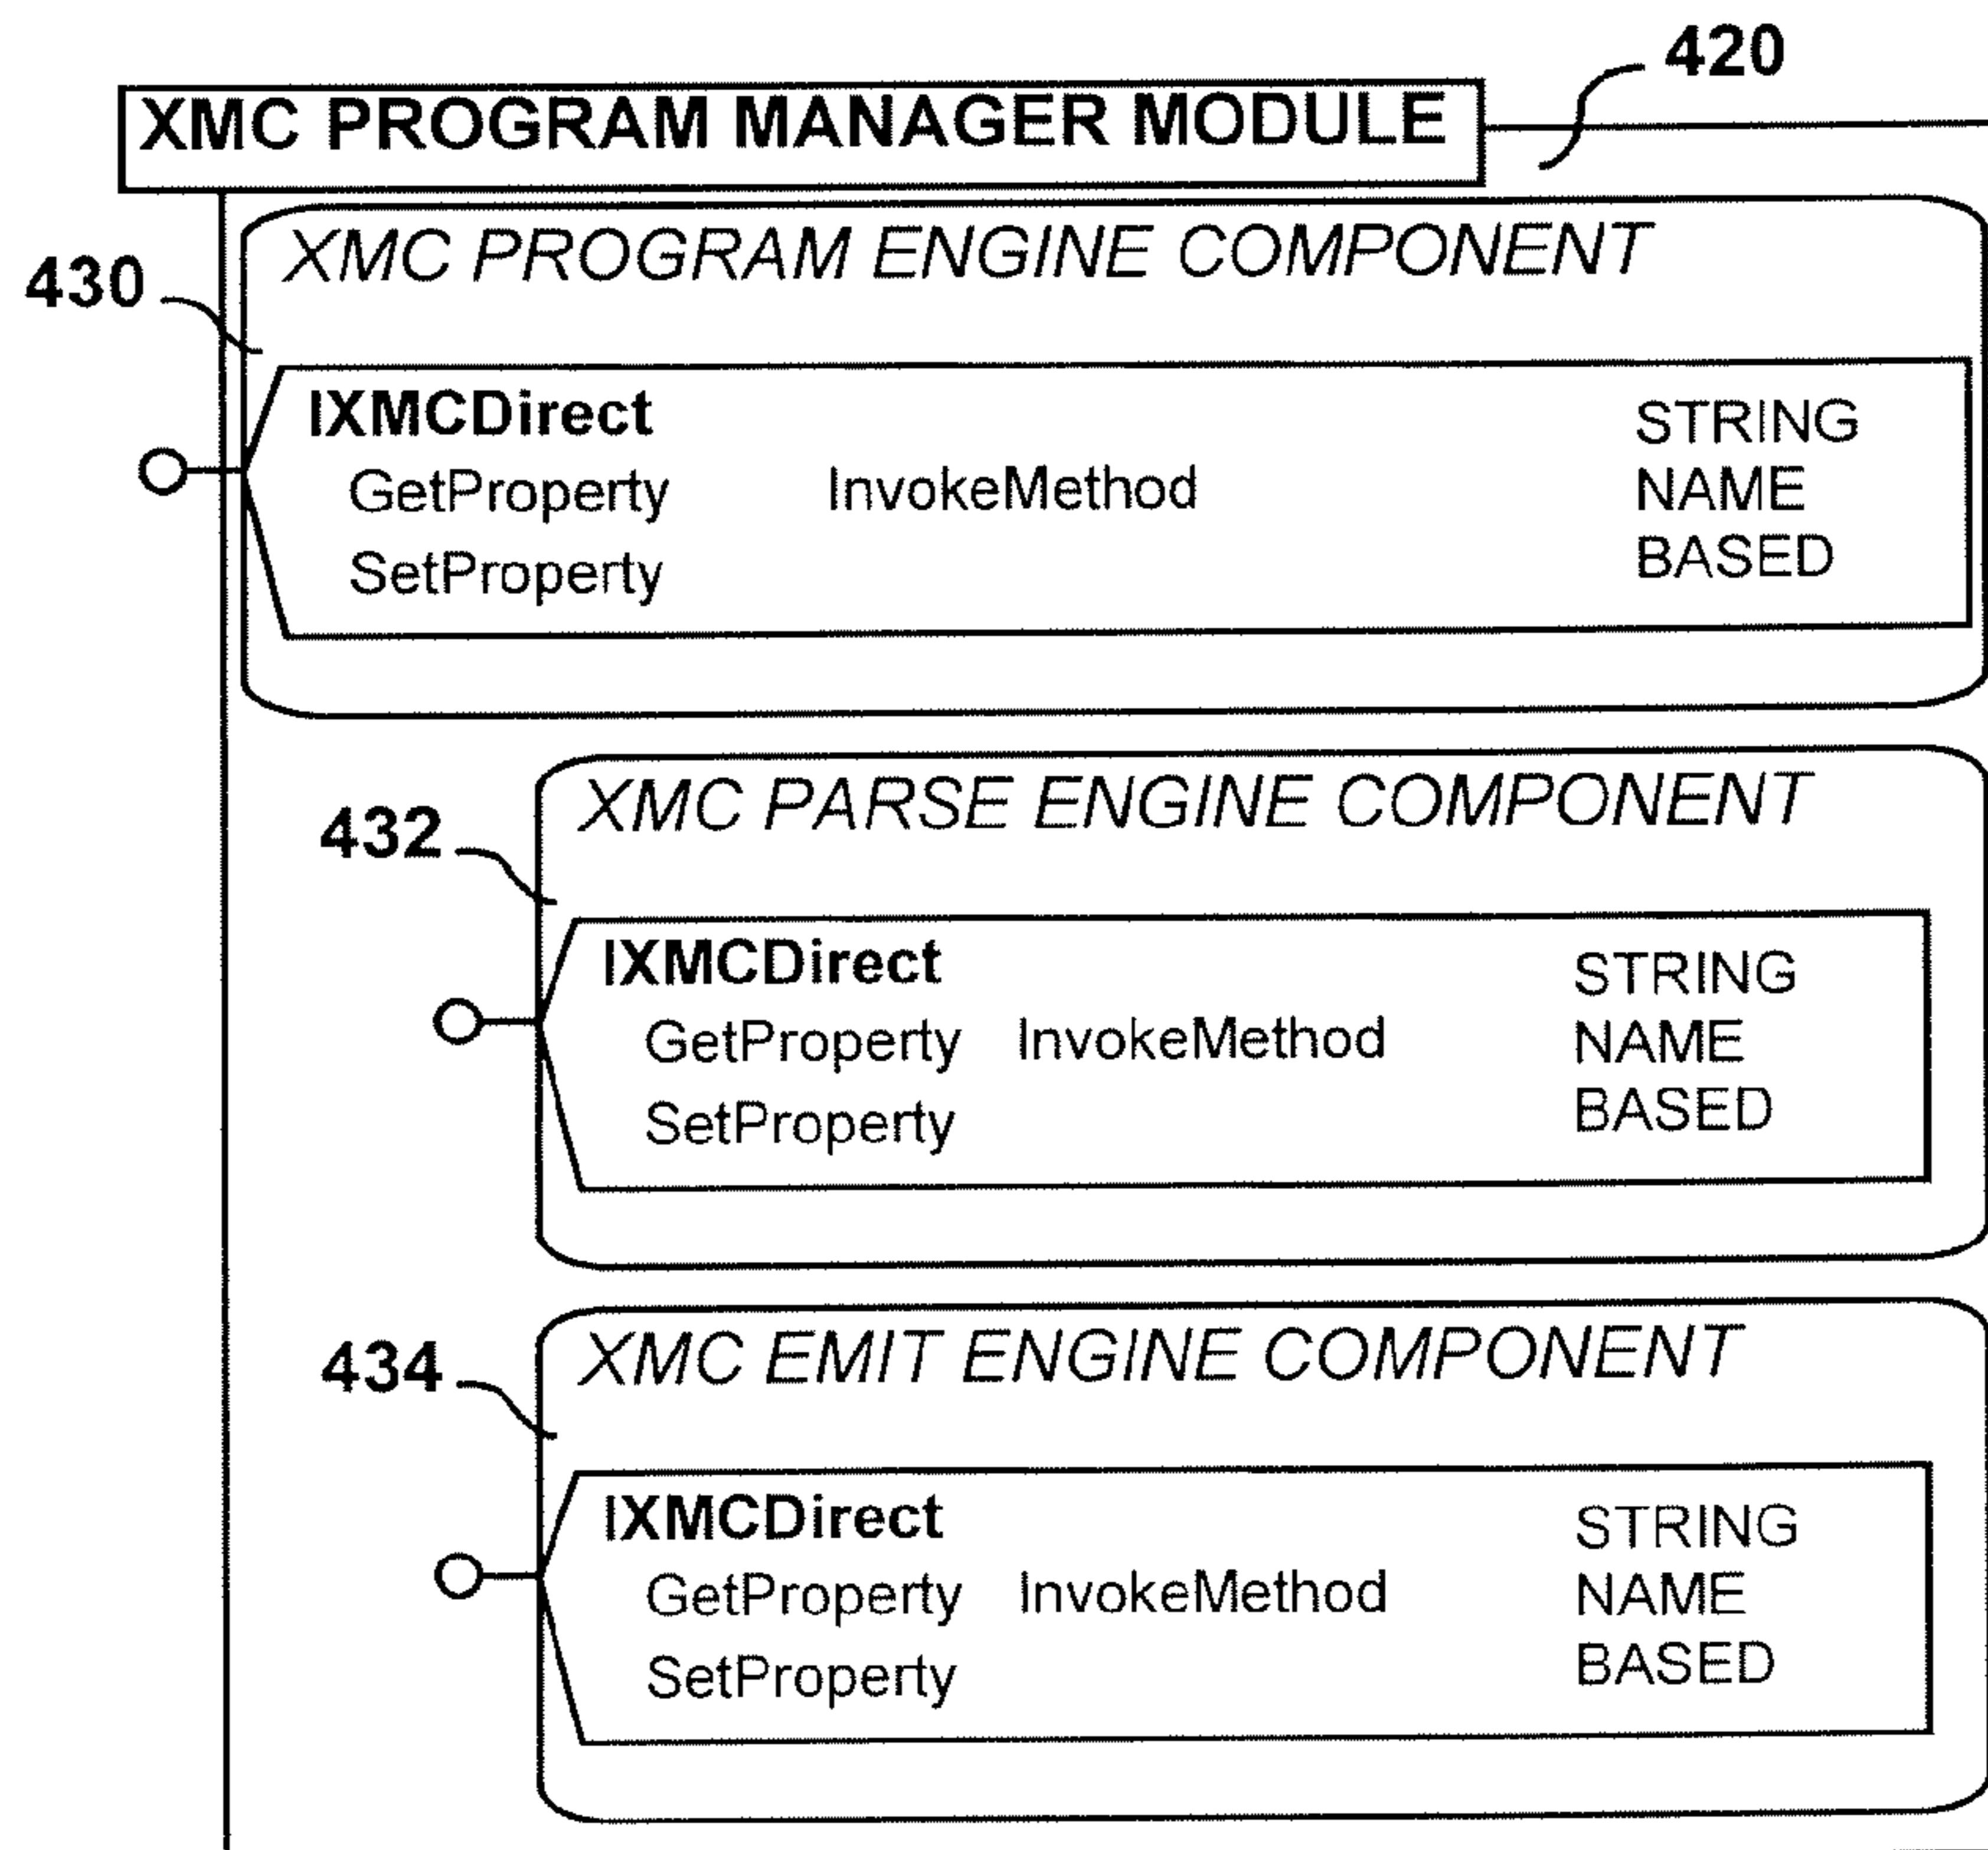 420
XMC PROGRAM MANAGER MODULE
XMC PROGRAM ENGINE COMPONENT
430
IXMCDirect STRING
GetProperty InvokeMethod NAME
SetProperty BASED
XMC PARSE ENGINE COMPONENT
432
IXMCDirect STRING
GetProperty InvokeMethod NAME
SetProperty BASED
XMC EMIT ENGINE COMPONENT
434
IXMCDirect STRING
GetProperty InvokeMethod NAME
SetProperty BASED